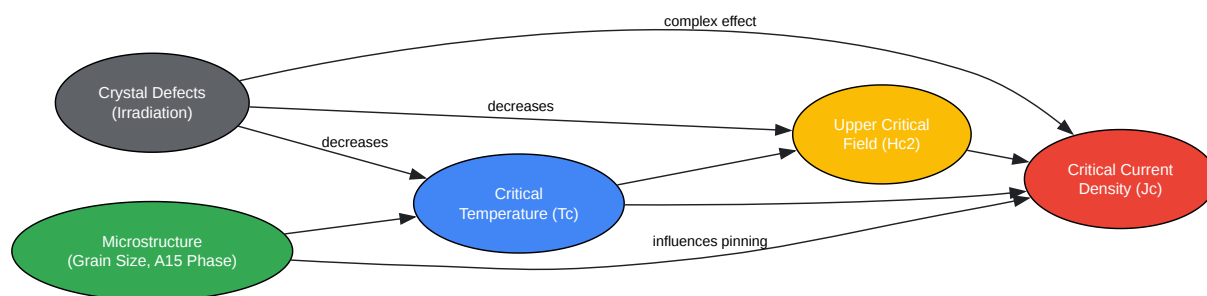 complex effect
Crystal Defects
(Irradiation)
decreases
decreases
Upper Critical
Field (Hc2)
Critical Current
Density (Jc)
Critical
Temperature (Tc)
Microstructure
(Grain Size, A15 Phase)
influences pinning